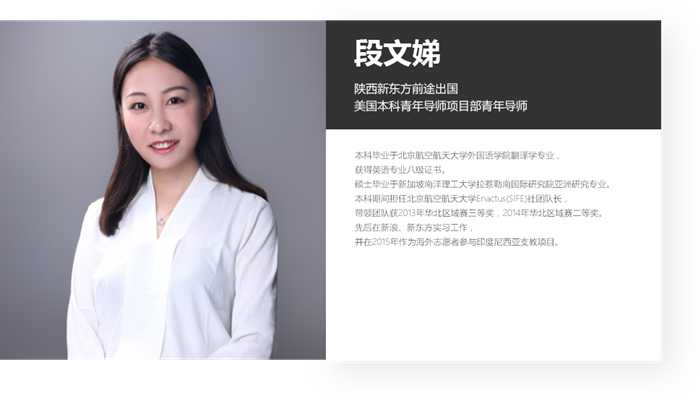 段文娣
陕西新东方前途出国
美国本科青年导师项目部青年导师
本科毕业于北京航空航天大学外国语学院翻译学专业，
获得英语专业八级证书。
硕士毕业于新加坡南洋理工大学拉惹勒南国际研究院亚洲研究专业。
本科期间担任北京航空航天大学Enactus(SIFE)社团队长，
带领团队获2013年华北区域赛三等奖，2014年华北区域赛二等奖。
先后在新浪、新东方实习工作，
并在2015年作为海外志愿者参与印度尼西亚支教项目。